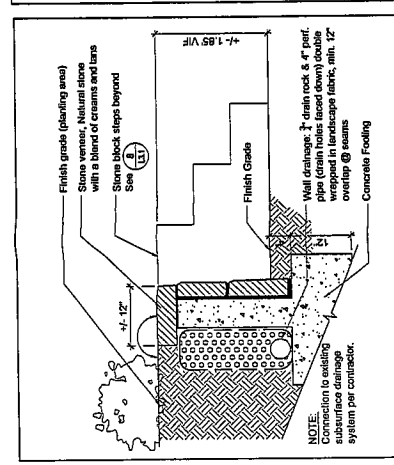 Finish grade (planting area)
Stone veneer, Natural stone
with a blend of creams and tans
Stone block steps beyond
See 8
L3.1
+/- 12"
+/- 1.85' VIF
Finish Grade
12"
Wall drainage: ¾" drain rock & 4" perf.
pipe (drain holes faced down) double
wrapped in landscape fabric, min. 12"
overlap @ seams
Concrete Footing
NOTE:
Connection to existing
subsurface drainage
system per contractor.